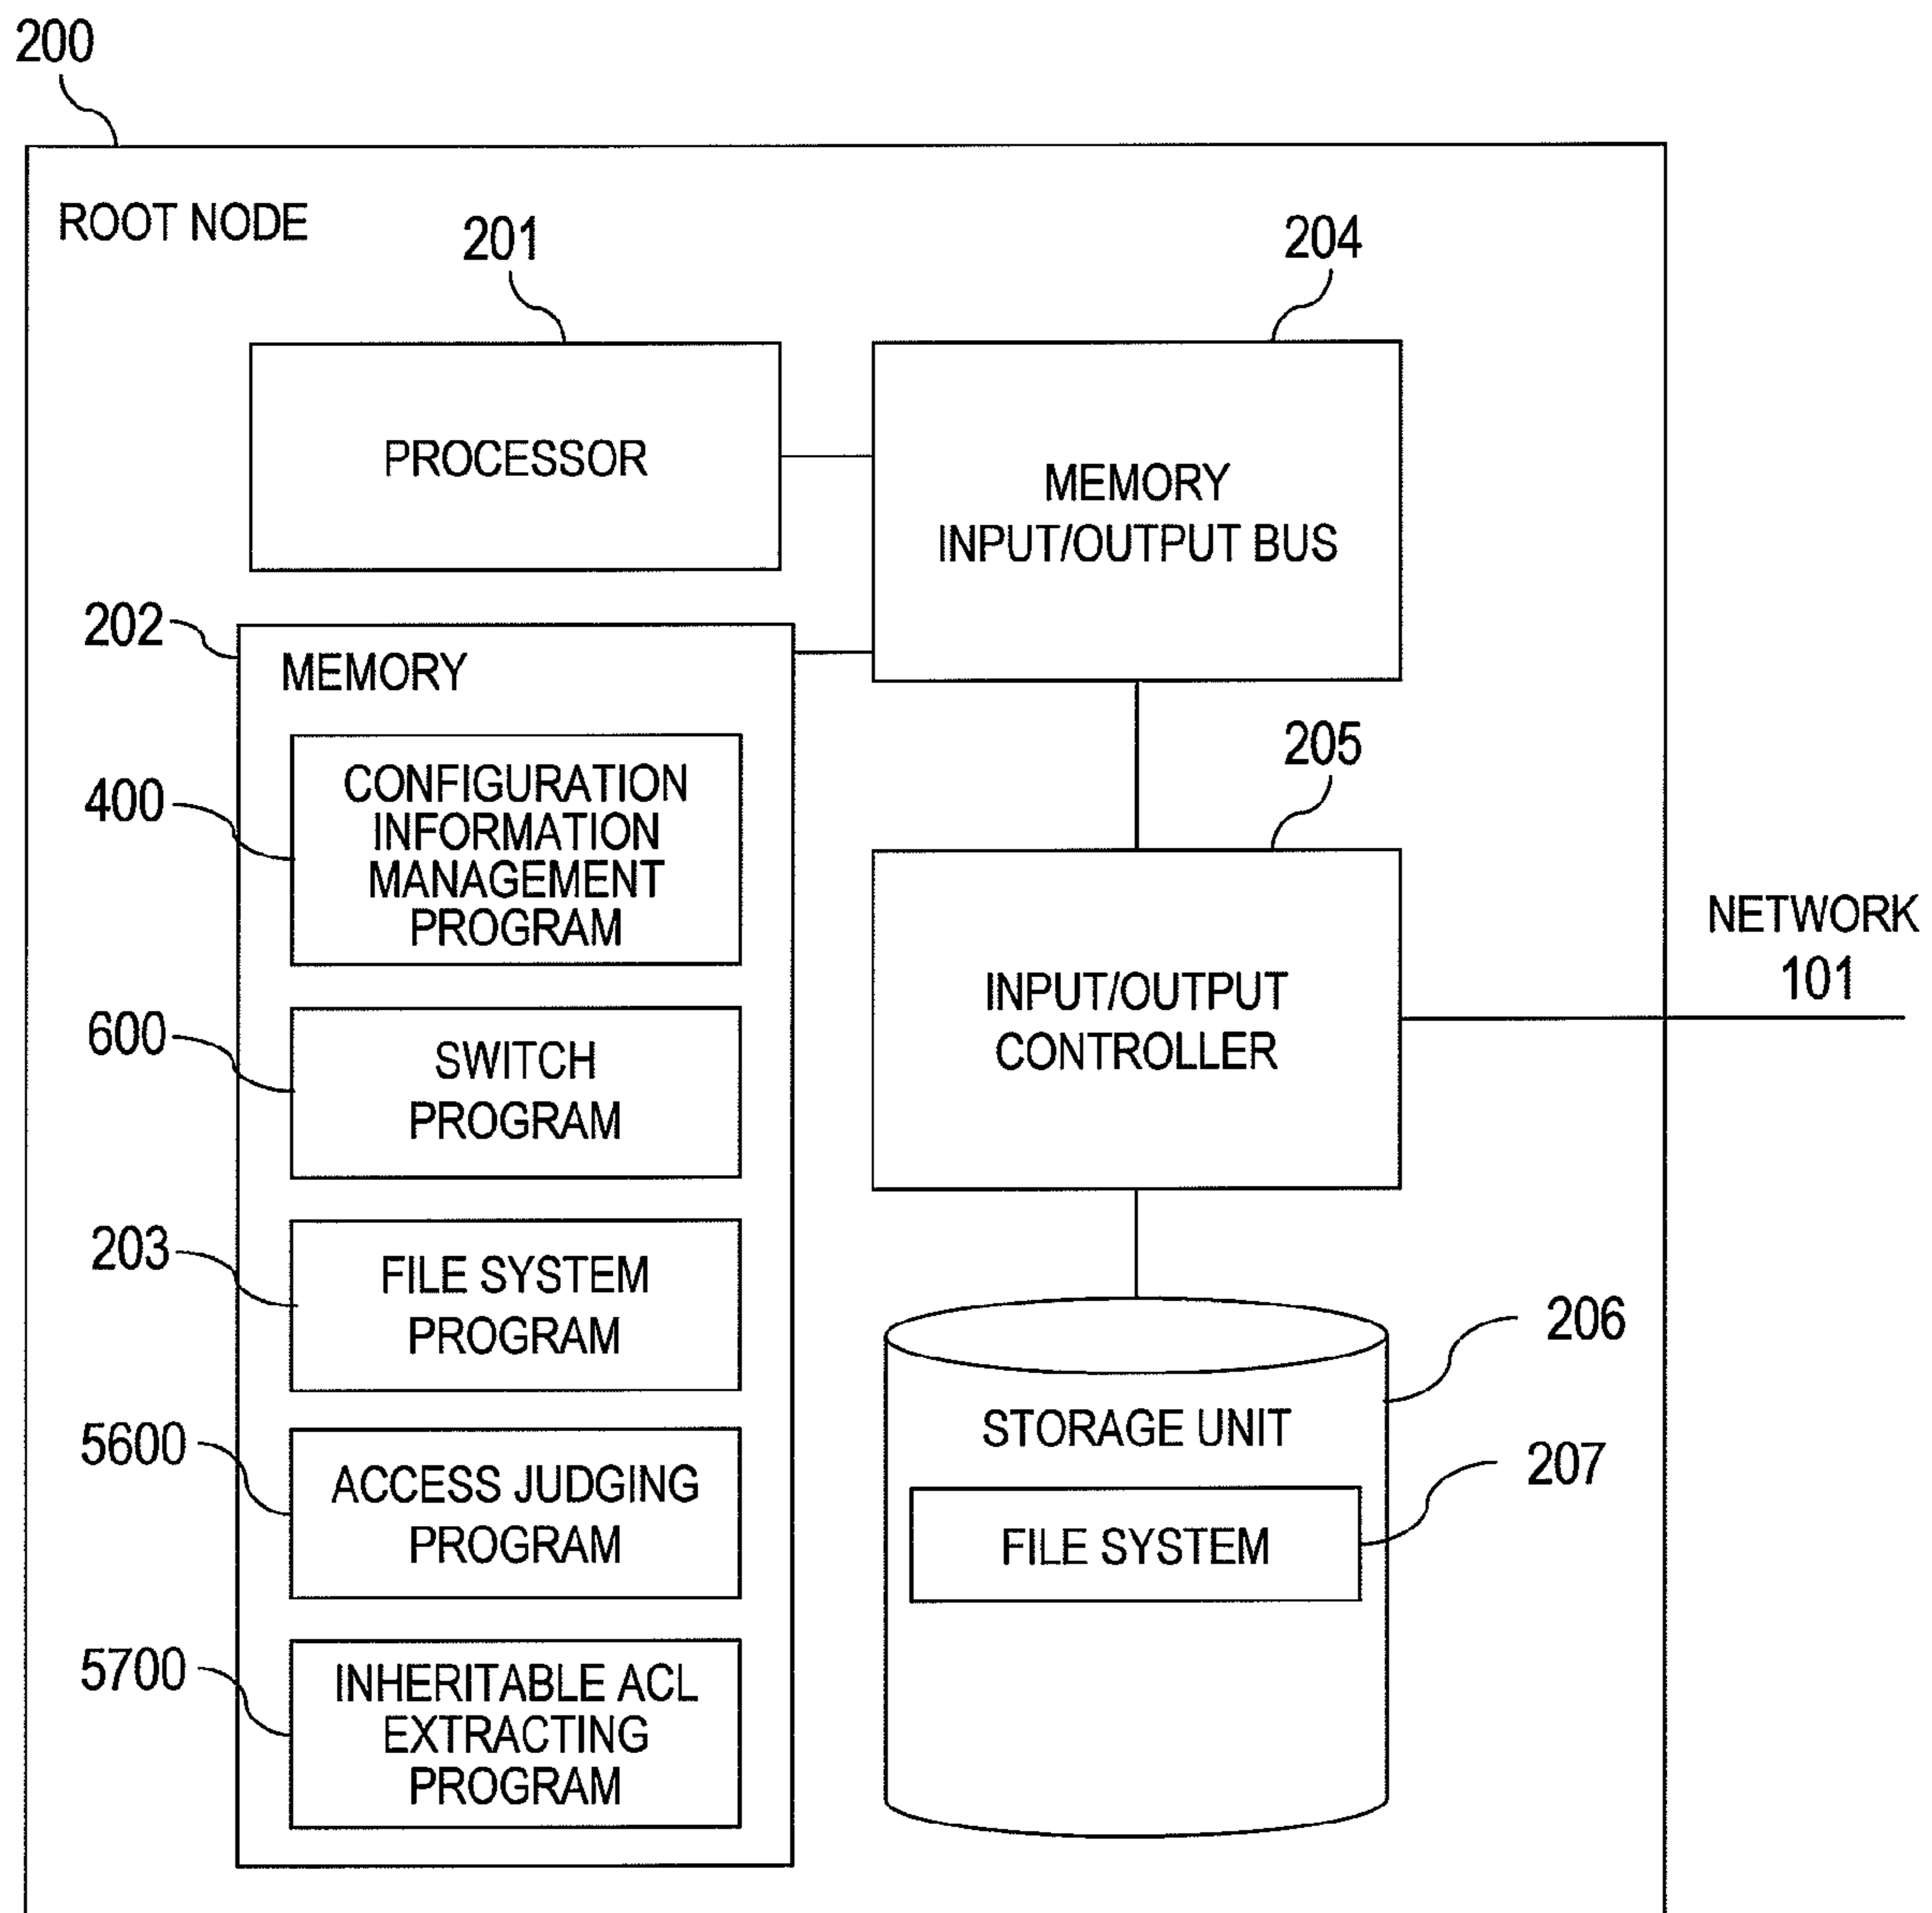 200
ROOT NODE
201
204
PROCESSOR
MEMORY
INPUT/OUTPUT BUS
202
MEMORY
400
CONFIGURATION
INFORMATION
MANAGEMENT
PROGRAM
205
NETWORK
101
INPUT/OUTPUT
CONTROLLER
600
SWITCH
PROGRAM
203
FILE SYSTEM
PROGRAM
206
STORAGE UNIT
207
FILE SYSTEM
5600
ACCESS JUDGING
PROGRAM
5700
INHERITABLE ACL
EXTRACTING
PROGRAM